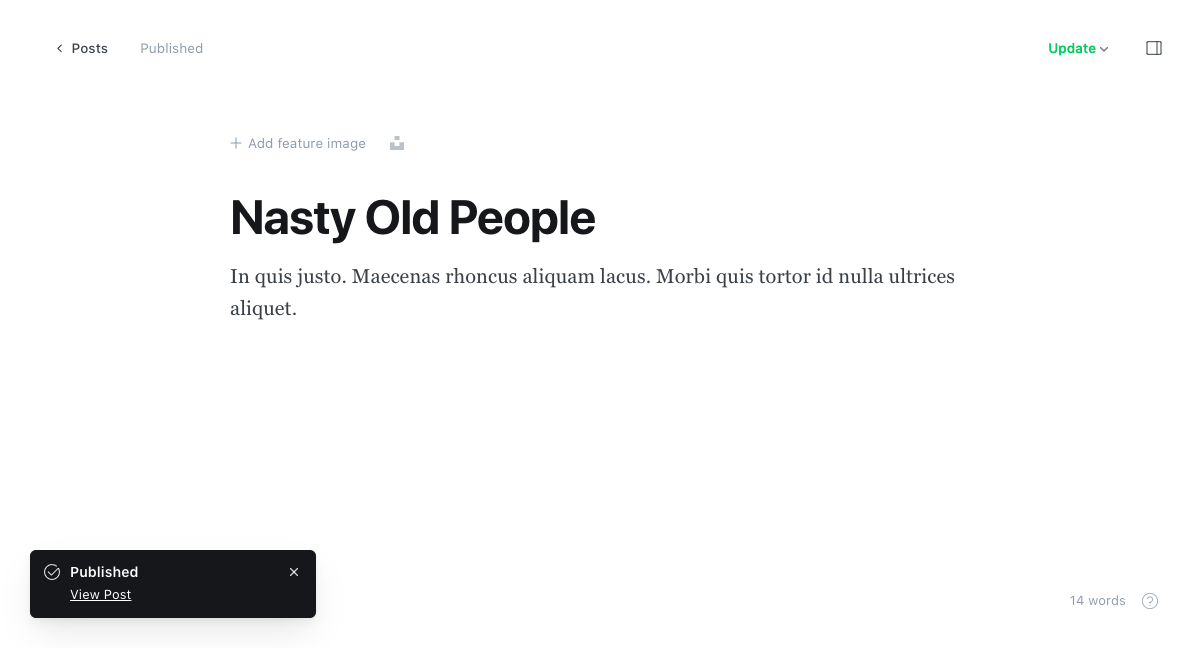 Posts Published Update
Add feature image
Nasty Old People
In quis justo. Maecenas rhoncus aliquam lacus. Morbi quis tortor id nulla ultrices
aliquet.
Published
View Post
14 words